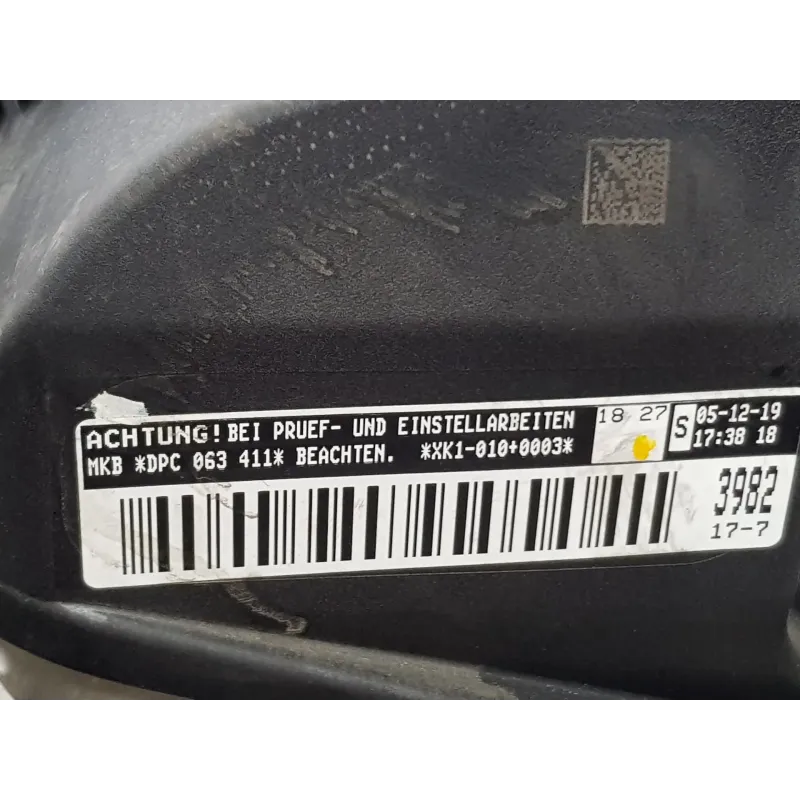 ACHTUNG! BEI PRUEF- UND EINSTELLARBEITEN
MKB *DPC 063 411* BEACHTEN. *XK1-010+0003*
18 27
S
05-12-19
17:38 18
3982
17-7